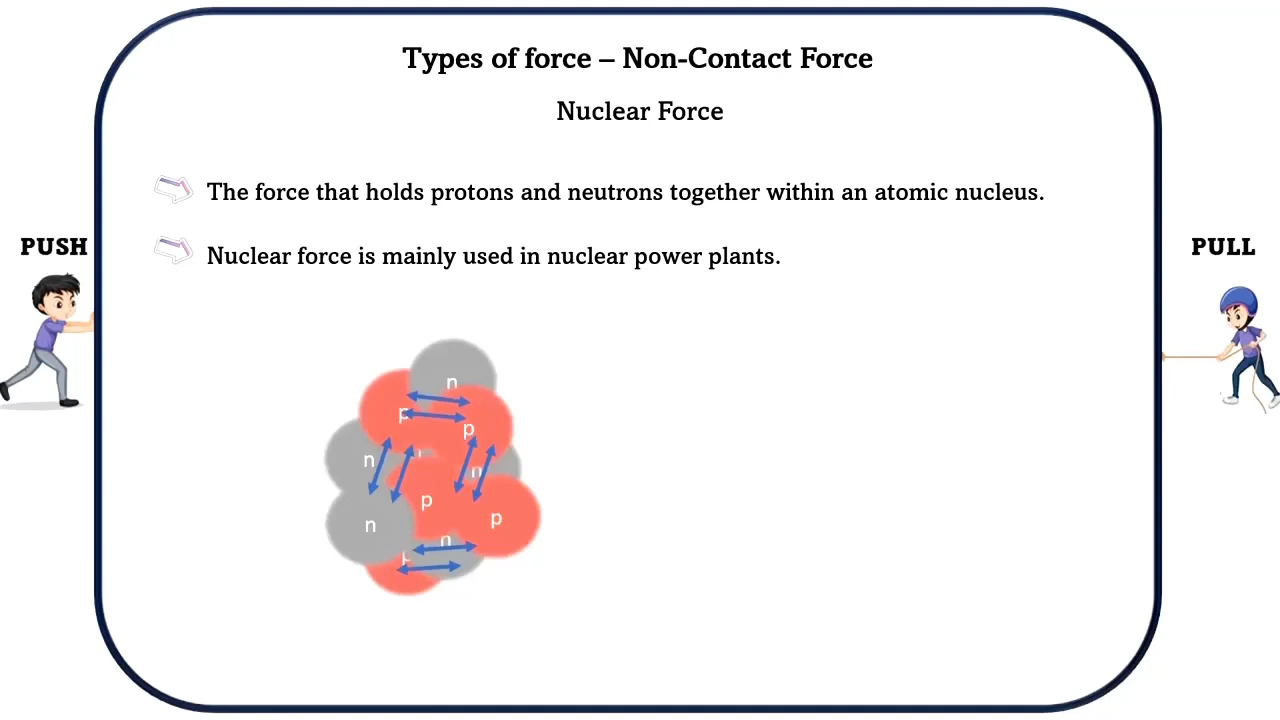 Types of force – Non-Contact Force
Nuclear Force
The force that holds protons and neutrons together within an atomic nucleus.
Nuclear force is mainly used in nuclear power plants.
PUSH
PULL
n
p
p
n
n
p
n
p
n